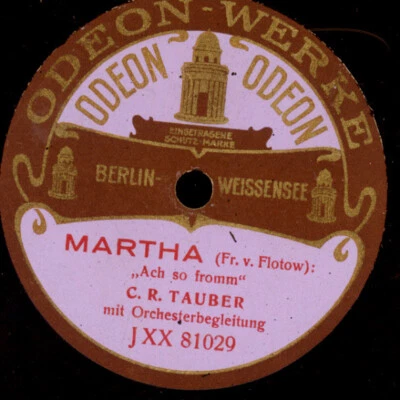 ODEON-WERKE
ODEON ODEON
EINGETRAGENE
SCHUTZ-MARKE
BERLIN- WEISSENSEE
MARTHA (Fr. v. Flotow):
„Ach so fromm“
C. R. TAUBER
mit Orchesterbegleitung
JXX 81029